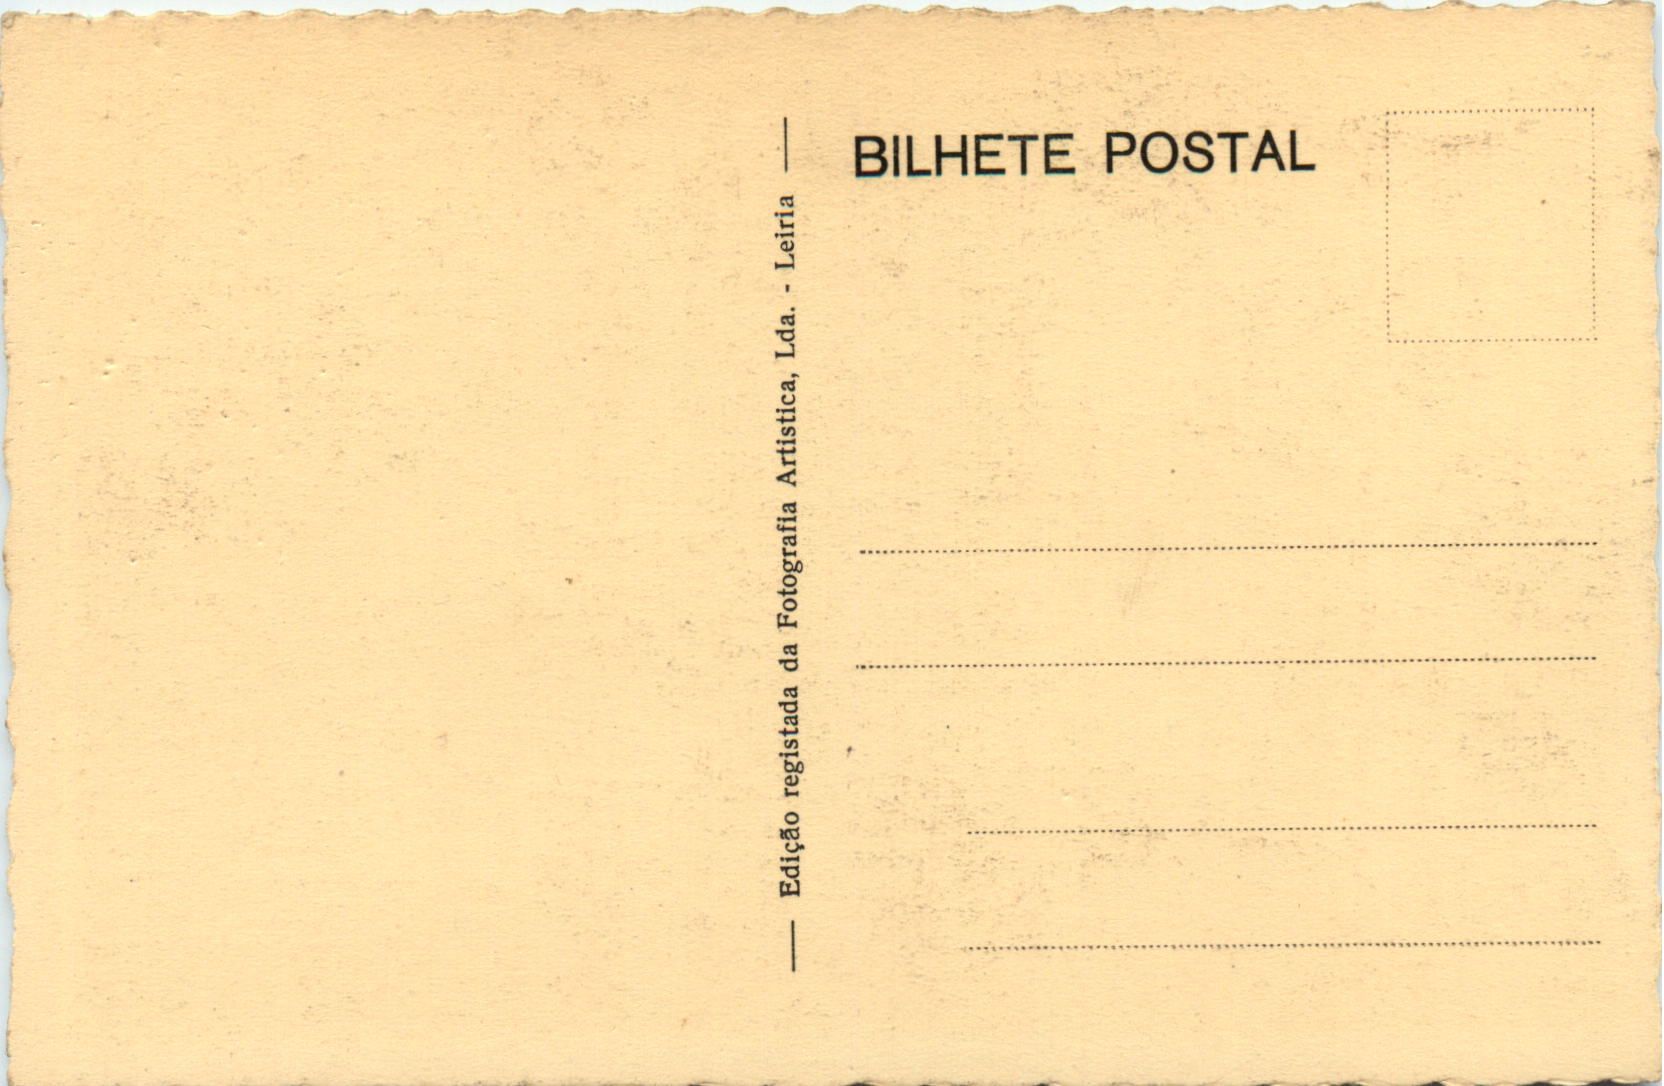 BILHETE POSTAL
Edição registada da Fotografia Artistica, Lda. - Leiria